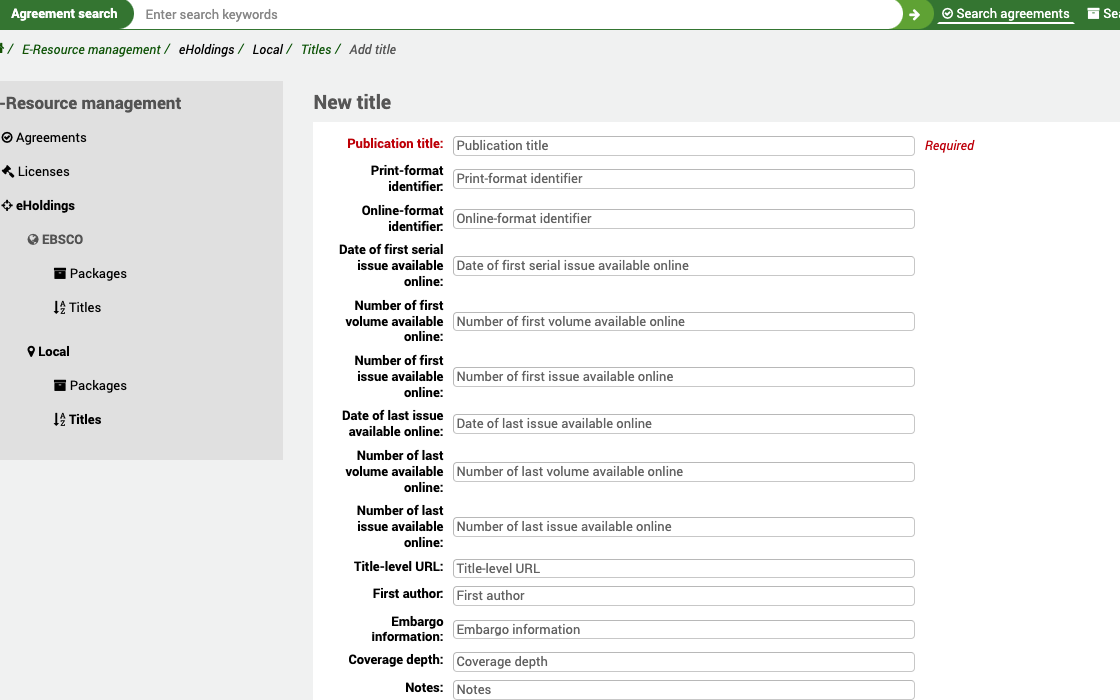 Agreement search
Enter search keywords
Search agreements
/ E-Resource management / eHoldings / Local / Titles / Add title
-Resource management
Agreements
Licenses
eHoldings
EBSCO
Packages
Titles
Local
Packages
Titles
New title
Publication title: Publication title Required
Print-format
identifier: Print-format identifier
Online-format
identifier: Online-format identifier
Date of first serial
issue available
online: Date of first serial issue available online
Number of first
volume available
online: Number of first volume available online
Number of first
issue available
online: Number of first issue available online
Date of last issue
available online: Date of last issue available online
Number of last
volume available
online: Number of last volume available online
Number of last
issue available
online: Number of last issue available online
Title-level URL: Title-level URL
First author: First author
Embargo
information: Embargo information
Coverage depth: Coverage depth
Notes: Notes